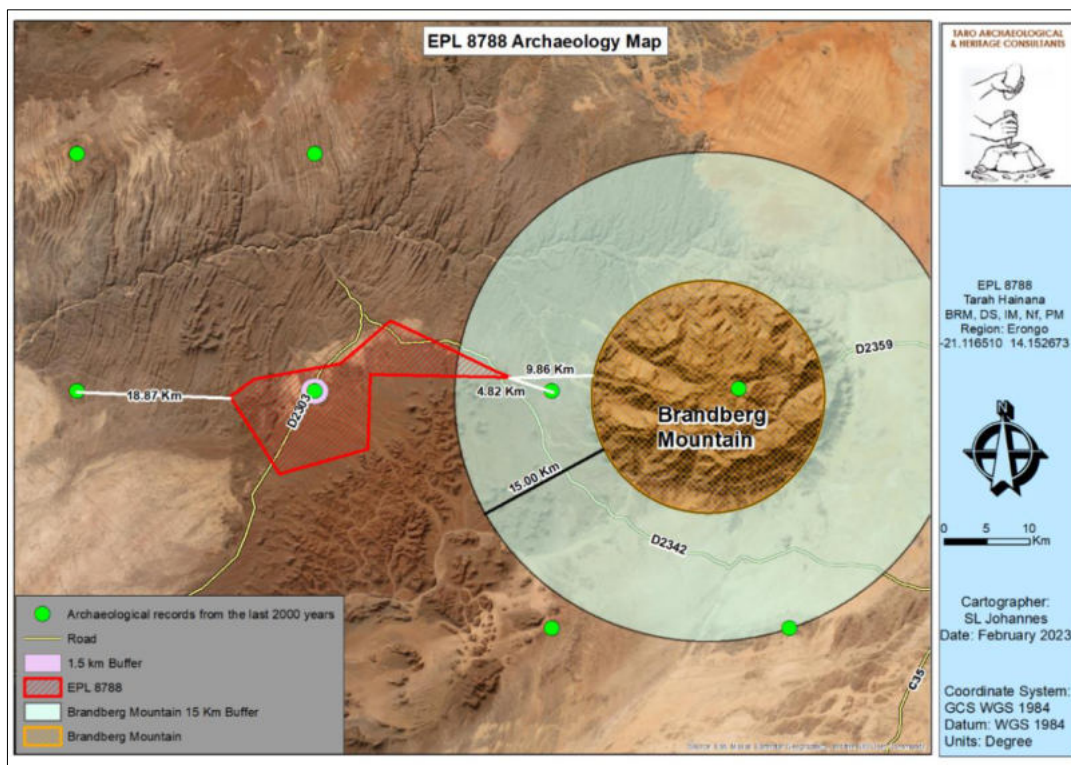 EPL 8788 Archaeology Map
TARO ARCHAEOLOGICAL
& HERITAGE CONSULTANTS
EPL 8788
Tarah Hainana
BRM, DS, IM, Nf, PM
Region: Erongo
-21.116510 14.152673
N
0 5 10
Km
Cartographer:
SL Johannes
Date: February 2023
Coordinate System:
GCS WGS 1984
Datum: WGS 1984
Units: Degree
D2359
9.86 Km
4.82 Km
18.87 Km
D2303
Brandberg
Mountain
15.00 Km
D2342
C35
Archaeological records from the last 2000 years
Road
1.5 km Buffer
EPL 8788
Brandberg Mountain 15 Km Buffer
Brandberg Mountain